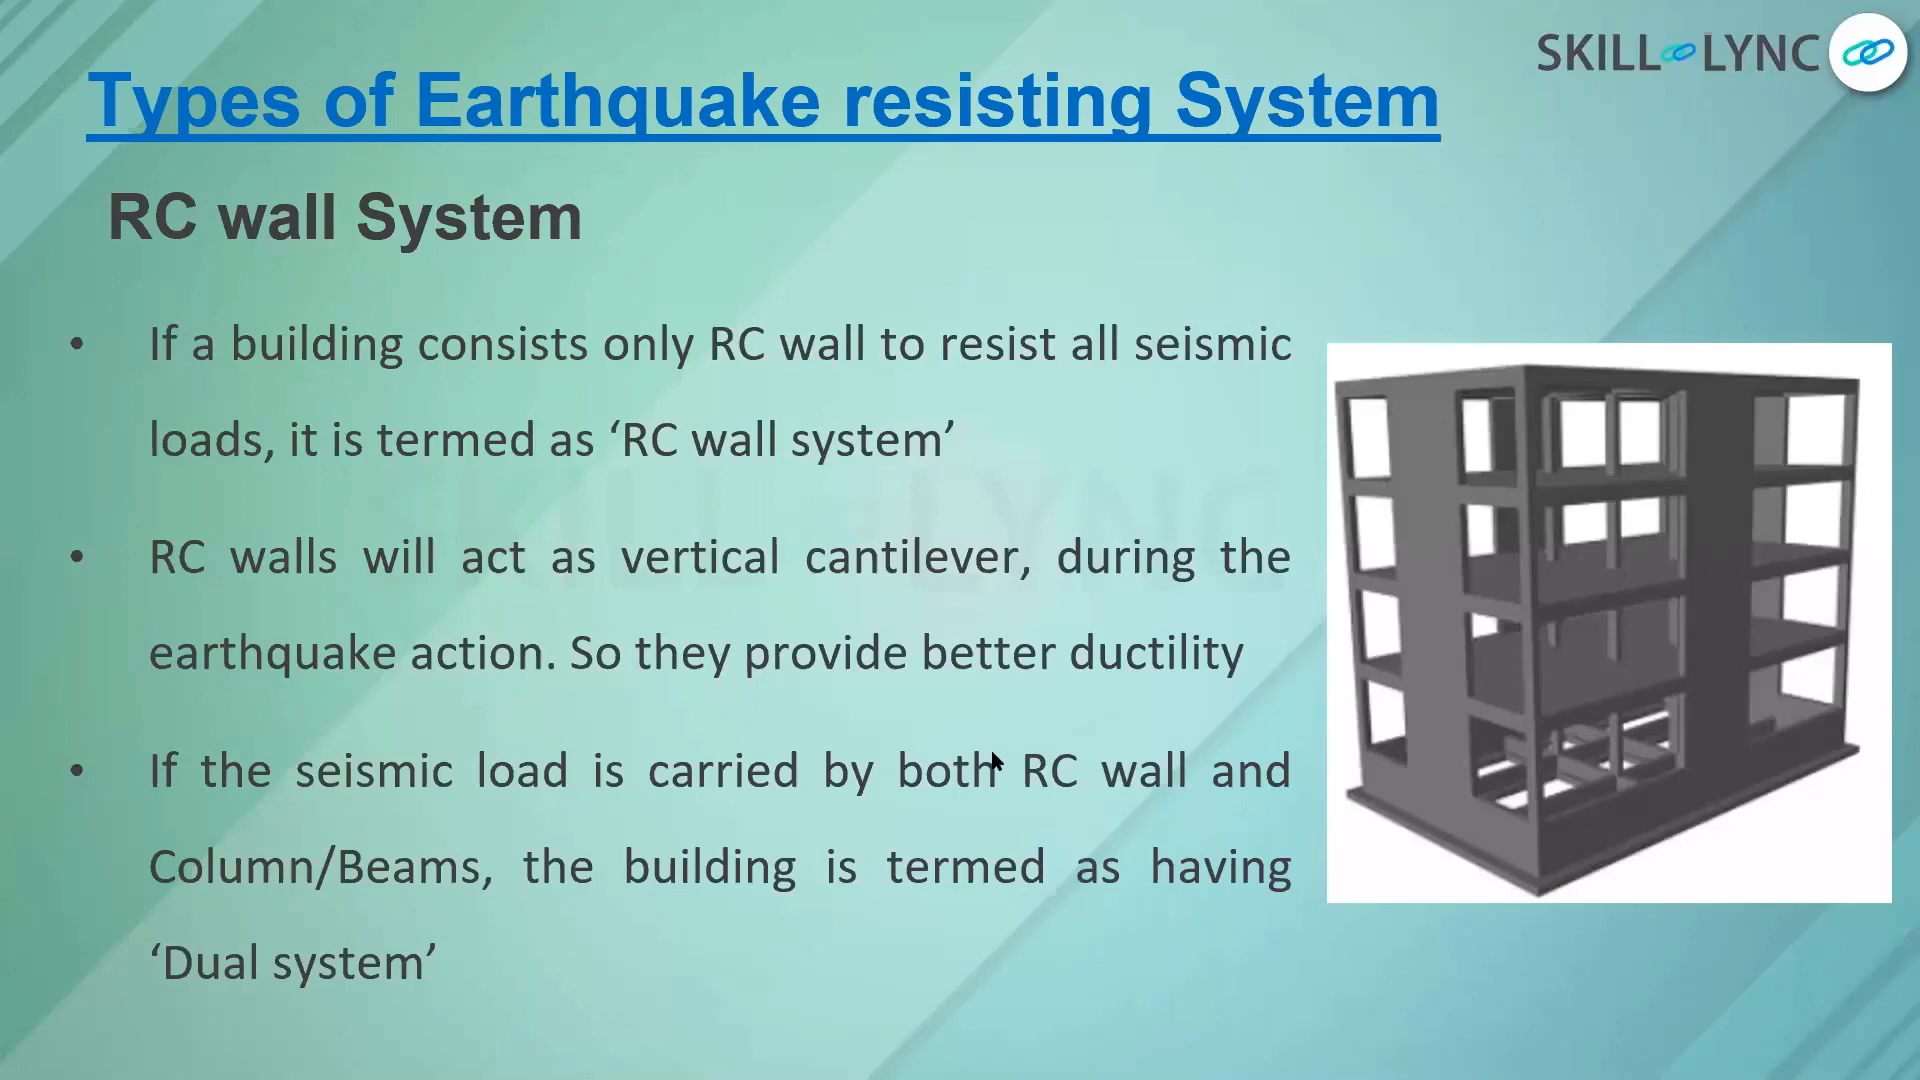 SKILL LYNC
Types of Earthquake resisting System
RC wall System
• If a building consists only RC wall to resist all seismic
loads, it is termed as ‘RC wall system’
• RC walls will act as vertical cantilever, during the
earthquake action. So they provide better ductility
• If the seismic load is carried by both RC wall and
Column/Beams, the building is termed as having
‘Dual system’
SKILL LYNC